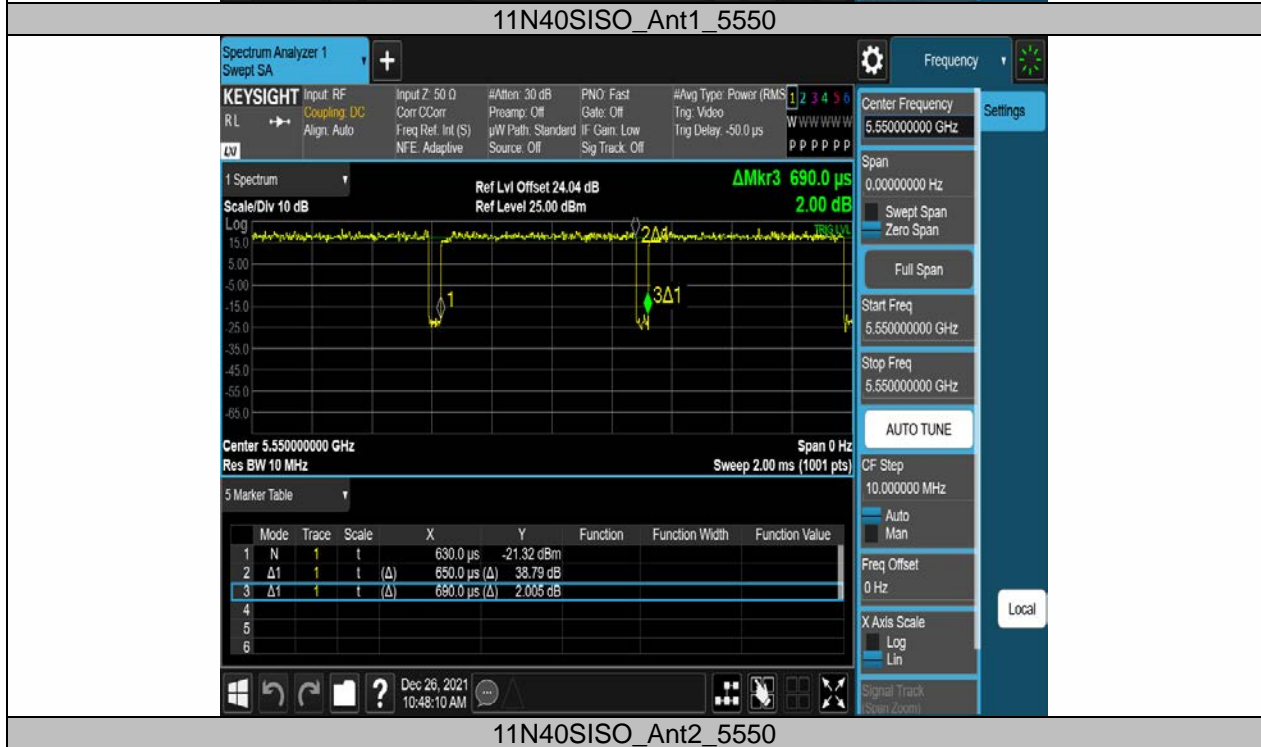 11N40SISO_Ant1_5550
Spectrum Analyzer 1
Swept SA
+
Frequency
KEYSIGHT
RL
LXI
Input: RF
Coupling: DC
Align: Auto
Input Z: 50 Ω
Corr CCorr
Freq Ref: Int (S)
NFE: Adaptive
#Atten: 30 dB
Preamp: Off
µW Path: Standard
Source: Off
PNO: Fast
Gate: Off
IF Gain: Low
Sig Track: Off
#Avg Type: Power (RMS
Trig: Video
Trig Delay: -50.0 µs
1 2 3 4 5 6
W W W W W W
P P P P P P
1 Spectrum
Scale/Div 10 dB
Ref Lvl Offset 24.04 dB
Ref Level 25.00 dBm
ΔMkr3 690.0 µs
2.00 dB
Log
15.0
5.00
-5.00
-15.0
-25.0
-35.0
-45.0
-55.0
-65.0
TRIG LVL
1
2Δ1
3Δ1
Center 5.550000000 GHz
Res BW 10 MHz
Span 0 Hz
Sweep 2.00 ms (1001 pts)
5 Marker Table
Mode Trace Scale X Y Function Function Width Function Value
1 N 1 t 630.0 µs -21.32 dBm
2 Δ1 1 t (Δ) 650.0 µs (Δ) 38.79 dB
3 Δ1 1 t (Δ) 690.0 µs (Δ) 2.005 dB
4
5
6
?
Dec 26, 2021
10:48:10 AM
Center Frequency
5.550000000 GHz
Span
0.00000000 Hz
Swept Span
Zero Span
Full Span
Start Freq
5.550000000 GHz
Stop Freq
5.550000000 GHz
AUTO TUNE
CF Step
10.000000 MHz
Auto
Man
Freq Offset
0 Hz
X Axis Scale
Log
Lin
Signal Track
(Span Zoom)
Settings
Local
11N40SISO_Ant2_5550